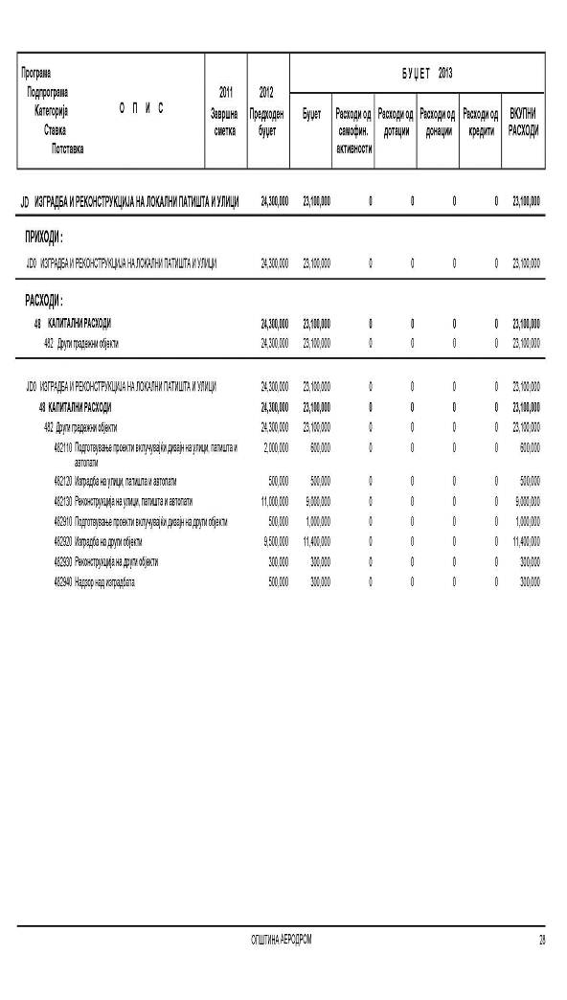 Програма
Подпрограма
Категорија
Ставка
Потставка
О П И С
2011
Завршна
сметка
2012
Предходен
буџет
БУЏЕТ 2013
Буџет
Расходи од
самофин.
активности
Расходи од
дотации
Расходи од
донации
Расходи од
кредити
ВКУПНИ
РАСХОДИ
JD ИЗГРАДБА И РЕКОНСТРУКЦИЈА НА ЛОКАЛНИ ПАТИШТА И УЛИЦИ 24,300,000 23,100,000 0 0 0 0 23,100,000
ПРИХОДИ :
JD0 ИЗГРАДБА И РЕКОНСТРУКЦИЈА НА ЛОКАЛНИ ПАТИШТА И УЛИЦИ 24,300,000 23,100,000 0 0 0 0 23,100,000
РАСХОДИ :
48 КАПИТАЛНИ РАСХОДИ 24,300,000 23,100,000 0 0 0 0 23,100,000
482 Други градежни објекти 24,300,000 23,100,000 0 0 0 0 23,100,000
JD0 ИЗГРАДБА И РЕКОНСТРУКЦИЈА НА ЛОКАЛНИ ПАТИШТА И УЛИЦИ 24,300,000 23,100,000 0 0 0 0 23,100,000
48 КАПИТАЛНИ РАСХОДИ 24,300,000 23,100,000 0 0 0 0 23,100,000
482 Други градежни објекти 24,300,000 23,100,000 0 0 0 0 23,100,000
482110 Подготвување проекти вклучувајќи дизајн на улици, патишта и 2,000,000 600,000 0 0 0 0 600,000
автопати
482120 Изградба на улици, патишта и автопати 500,000 500,000 0 0 0 0 500,000
482130 Реконструкција на улици, патишта и автопати 11,000,000 9,000,000 0 0 0 0 9,000,000
482910 Подготвување проекти вклучувајќи дизајн на други објекти 500,000 1,000,000 0 0 0 0 1,000,000
482920 Изградба на други објекти 9,500,000 11,400,000 0 0 0 0 11,400,000
482930 Реконструкција на други објекти 300,000 300,000 0 0 0 0 300,000
482940 Надзор над изградбата 500,000 300,000 0 0 0 0 300,000
ОПШТИНА АЕРОДРОМ 28